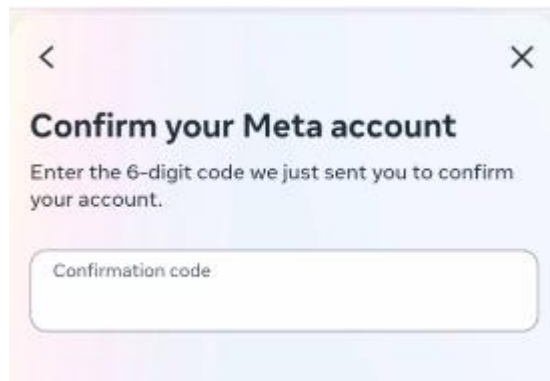 Confirm your Meta account
Enter the 6-digit code we just sent you to confirm
your account.
Confirmation code